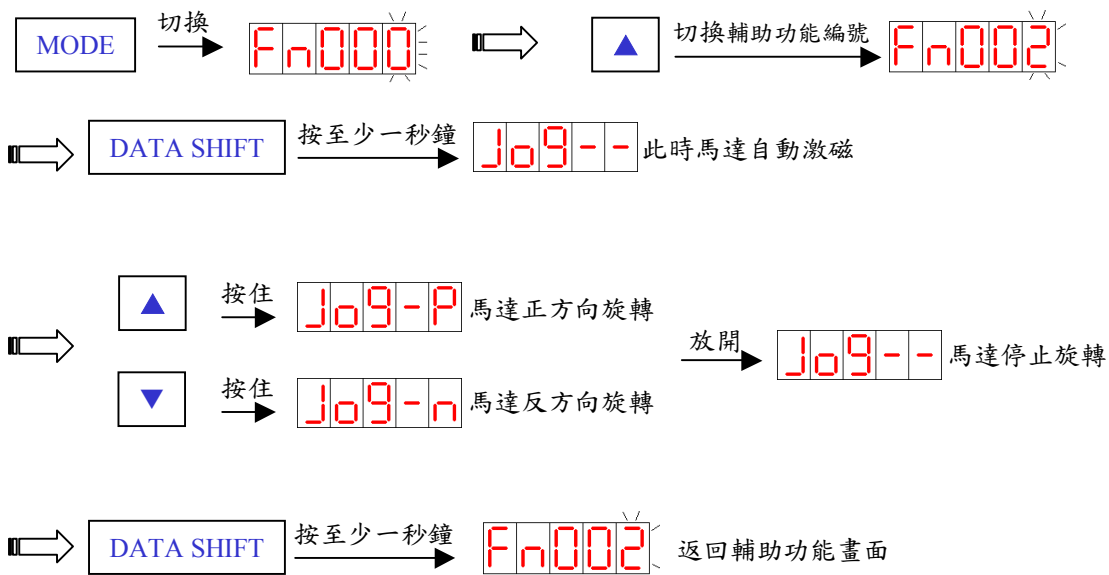 MODE 切換 Fn000 ▲ 切換輔助功能編號 Fn002
DATA SHIFT 按至少一秒鐘 Jog-- 此時馬達自動激磁
▲ 按住 Jog-P 馬達正方向旋轉
放開 Jog-- 馬達停止旋轉
▼ 按住 Jog-n 馬達反方向旋轉
DATA SHIFT 按至少一秒鐘 Fn002 返回輔助功能畫面